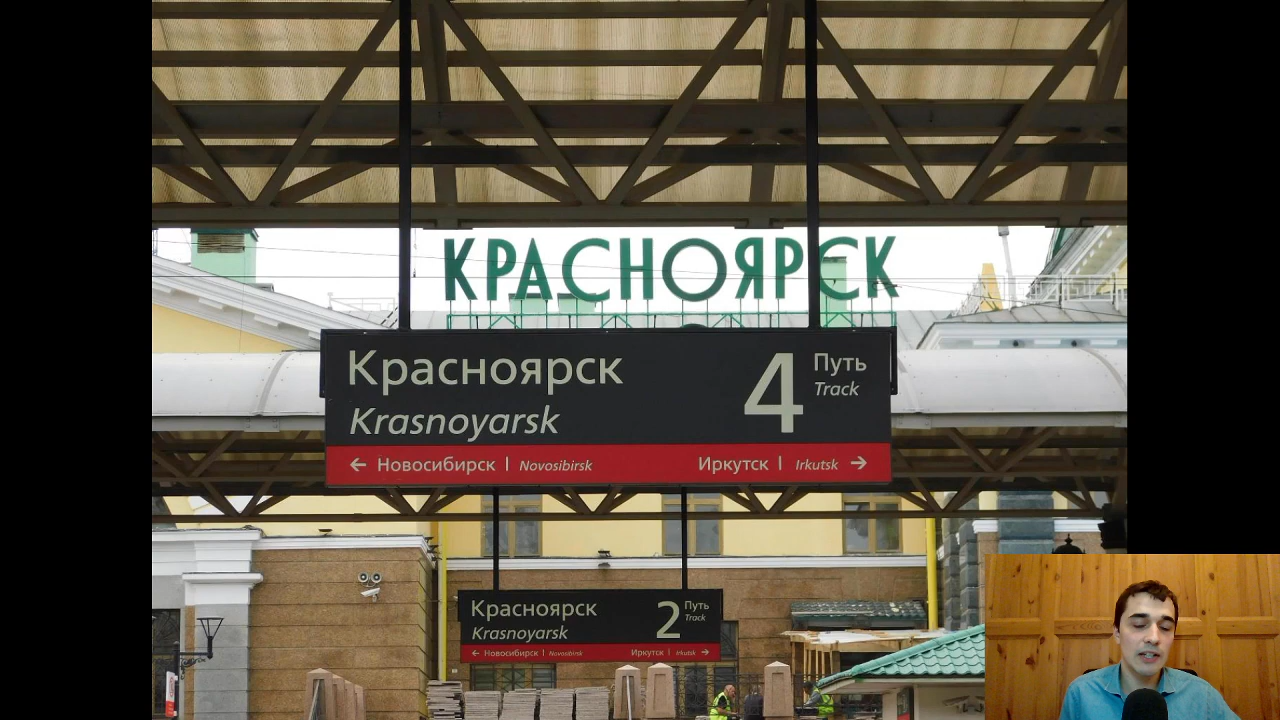 КРАСНОЯРСК
Красноярск
Krasnoyarsk
4 Путь
Track
← Новосибирск | Novosibirsk
Иркутск | Irkutsk →
Красноярск
Krasnoyarsk
2 Путь
Track
← Новосибирск | Novosibirsk
Иркутск | Irkutsk →